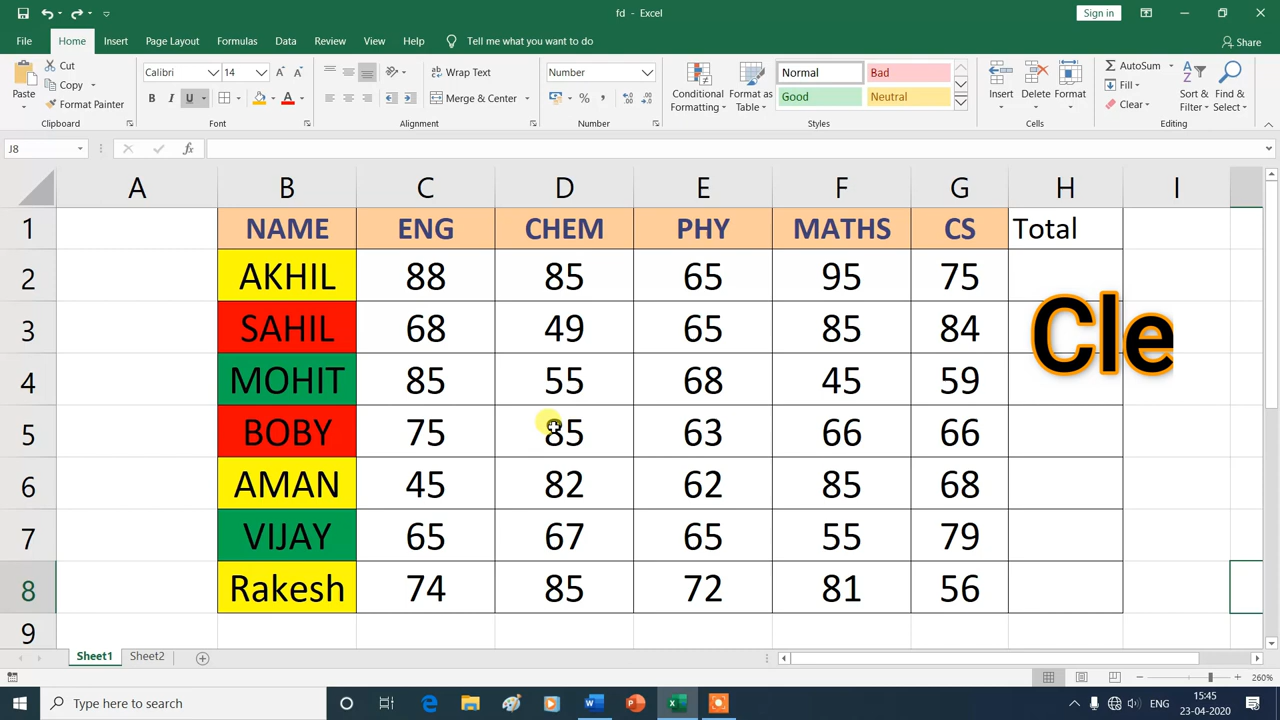 fd - Excel
Sign in
File Home Insert Page Layout Formulas Data Review View Help Tell me what you want to do Share
Paste Cut Copy Format Painter Clipboard
Calibri 14 B I U A A A Font
Wrap Text Merge & Center Alignment
Number % , Number
Conditional Formatting Format as Table Normal Bad Good Neutral Styles
Insert Delete Format Cells
AutoSum Fill Clear Sort & Filter Find & Select Editing
J8 fx
A B C D E F G H I
1 NAME ENG CHEM PHY MATHS CS Total
2 AKHIL 88 85 65 95 75
3 SAHIL 68 49 65 85 84
Cle
4 MOHIT 85 55 68 45 59
5 BOBY 75 85 63 66 66
6 AMAN 45 82 62 85 68
7 VIJAY 65 67 65 55 79
8 Rakesh 74 85 72 81 56
9
Sheet1 Sheet2
260%
Type here to search
ENG
15:45
23-04-2020